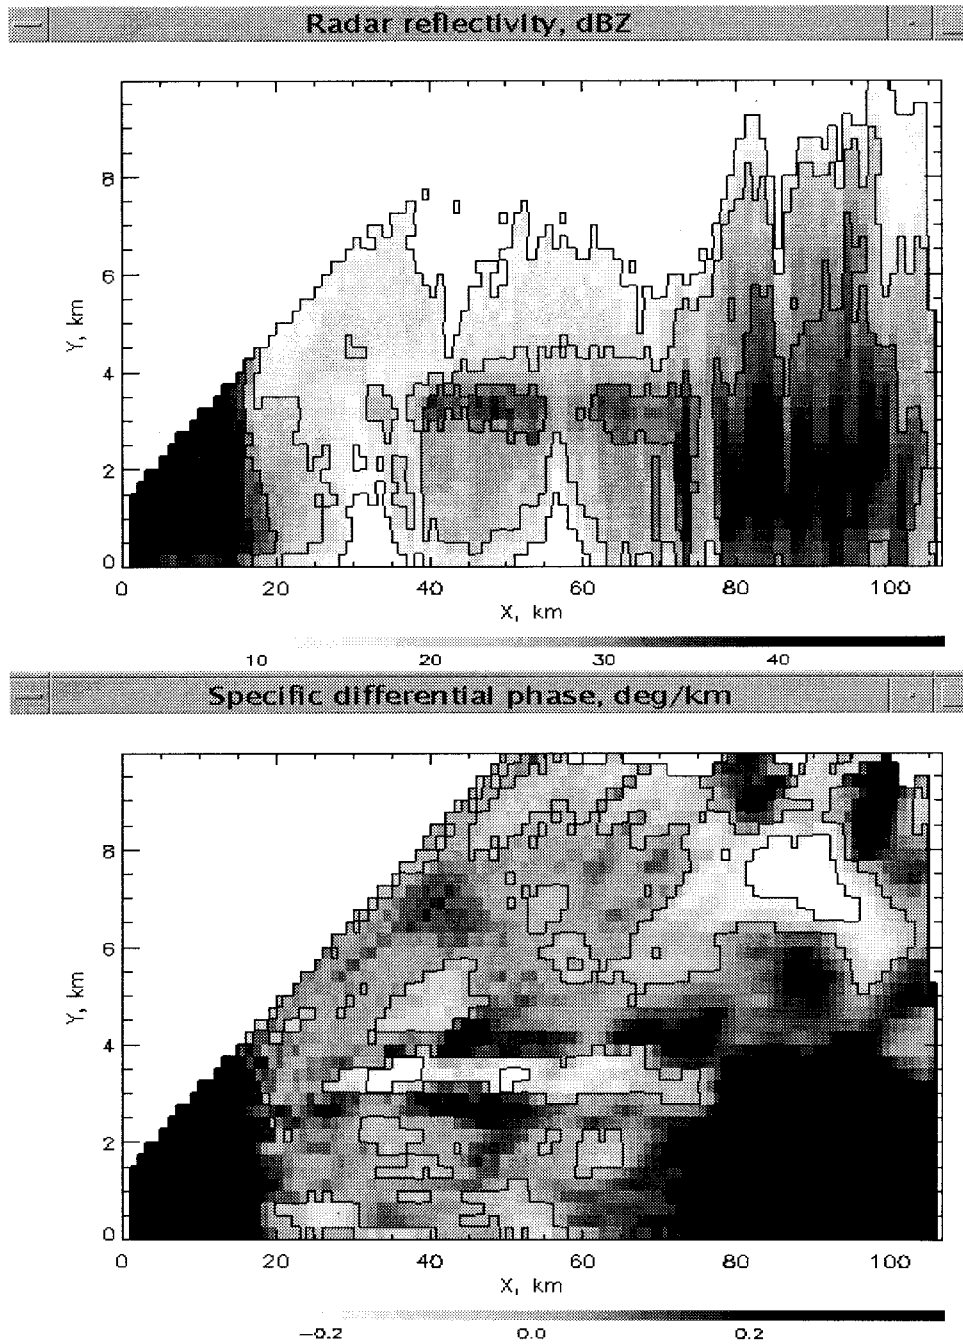 Radar reflectivity, dBZ
8
6
4
2
0
Y, km
0 20 40 60 80 100
X, km
10 20 30 40
Specific differential phase, deg/km
8
6
4
2
0
Y, km
0 20 40 60 80 100
X, km
-0.2 0.0 0.2